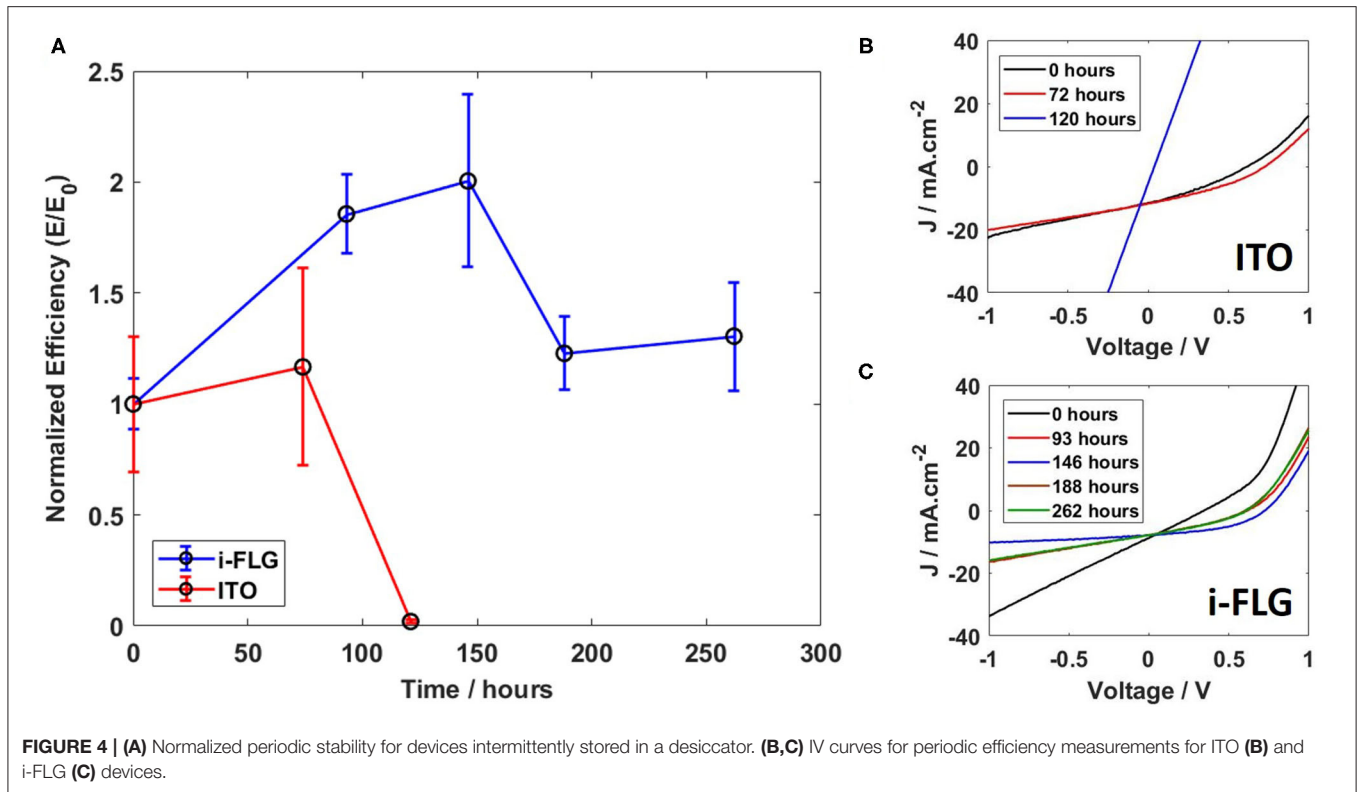 A
Normalized Efficiency (E/E0)
2.5
2
1.5
1
0.5
0
0 50 100 150 200 250 300
Time / hours
i-FLG
ITO
B
J / mA.cm-2
40
20
0
-20
-40
0 hours
72 hours
120 hours
ITO
-1 -0.5 0 0.5 1
Voltage / V
C
J / mA.cm-2
40
20
0
-20
-40
0 hours
93 hours
146 hours
188 hours
262 hours
i-FLG
-1 -0.5 0 0.5 1
Voltage / V
FIGURE 4 | (A) Normalized periodic stability for devices intermittently stored in a desiccator. (B,C) IV curves for periodic efficiency measurements for ITO (B) and
i-FLG (C) devices.